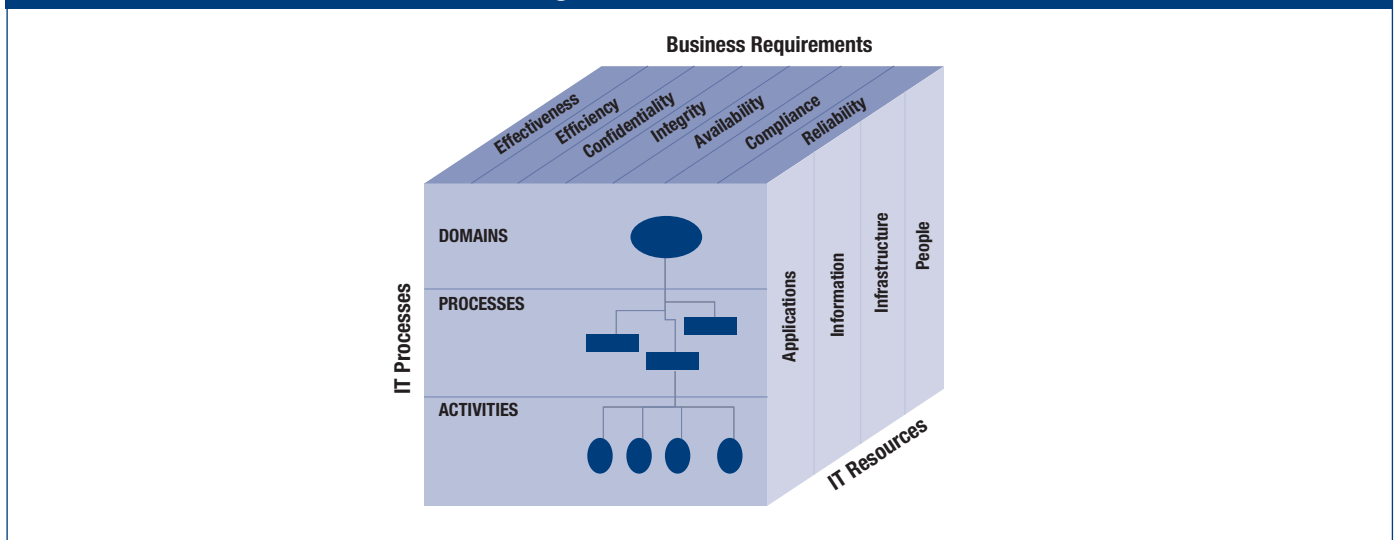 Business Requirements
Effectiveness
Efficiency
Confidentiality
Integrity
Availability
Compliance
Reliability
IT Processes
DOMAINS
PROCESSES
ACTIVITIES
Applications
Information
Infrastructure
People
IT Resources